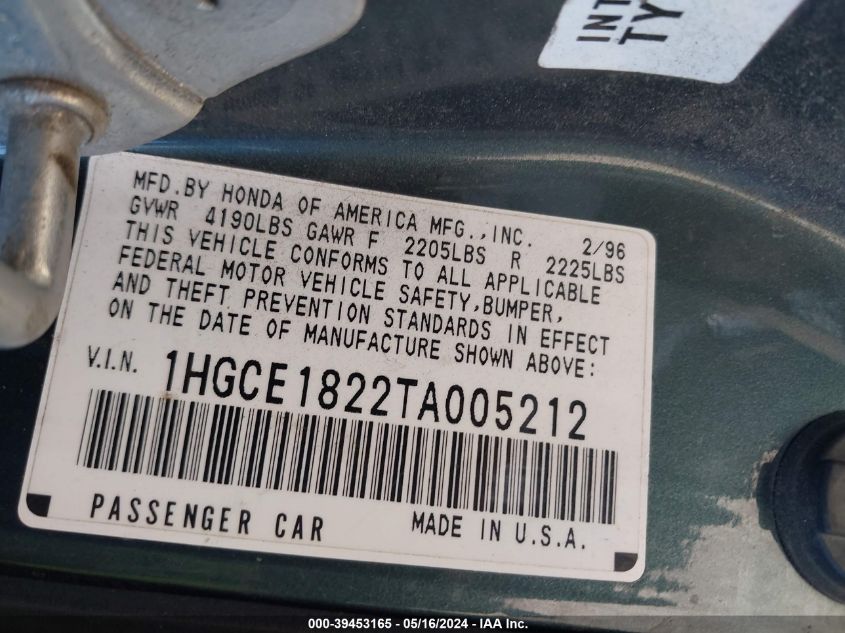 INT
TY
MFD.BY HONDA OF AMERICA MFG.,INC. 2/96
GVWR 4190LBS GAWR F 2205LBS R 2225LBS
THIS VEHICLE CONFORMS TO ALL APPLICABLE
FEDERAL MOTOR VEHICLE SAFETY,BUMPER,
AND THEFT PREVENTION STANDARDS IN EFFECT
ON THE DATE OF MANUFACTURE SHOWN ABOVE:
V.I.N. 1HGCE1822TA005212
PASSENGER CAR MADE IN U.S.A.
000-39453165 - 05/16/2024 - IAA Inc.